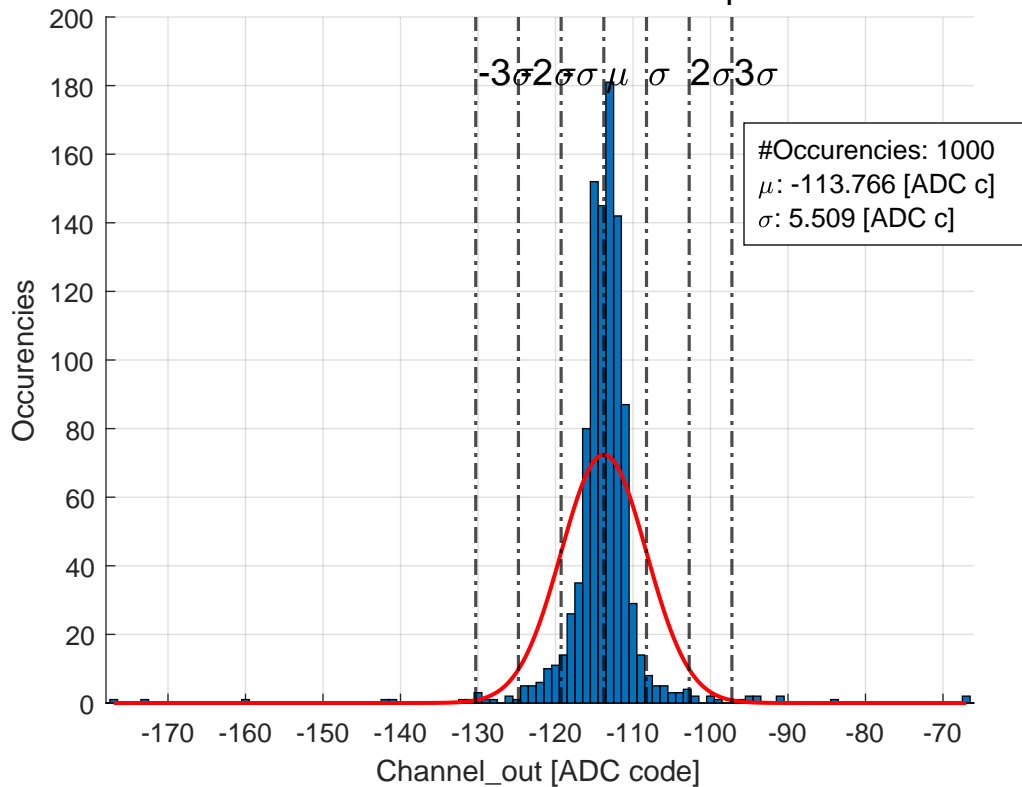 200
180
160
140
120
100
80
60
40
20
0
Occurencies
-3σ -2σ -σ μ σ 2σ 3σ
#Occurencies: 1000
μ: -113.766 [ADC c]
σ: 5.509 [ADC c]
-170 -160 -150 -140 -130 -120 -110 -100 -90 -80 -70
Channel_out [ADC code]